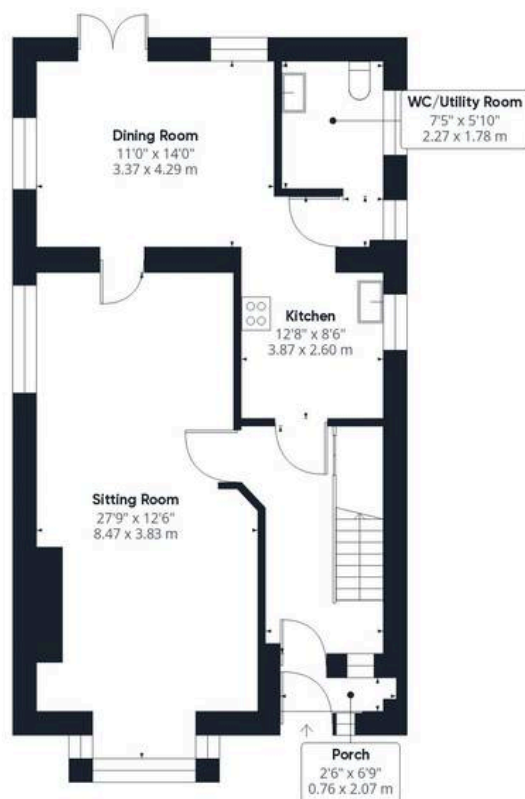 WC/Utility Room
7'5" x 5'10"
2.27 x 1.78 m
Dining Room
11'0" x 14'0"
3.37 x 4.29 m
Kitchen
12'8" x 8'6"
3.87 x 2.60 m
Sitting Room
27'9" x 12'6"
8.47 x 3.83 m
Porch
2'6" x 6'9"
0.76 x 2.07 m